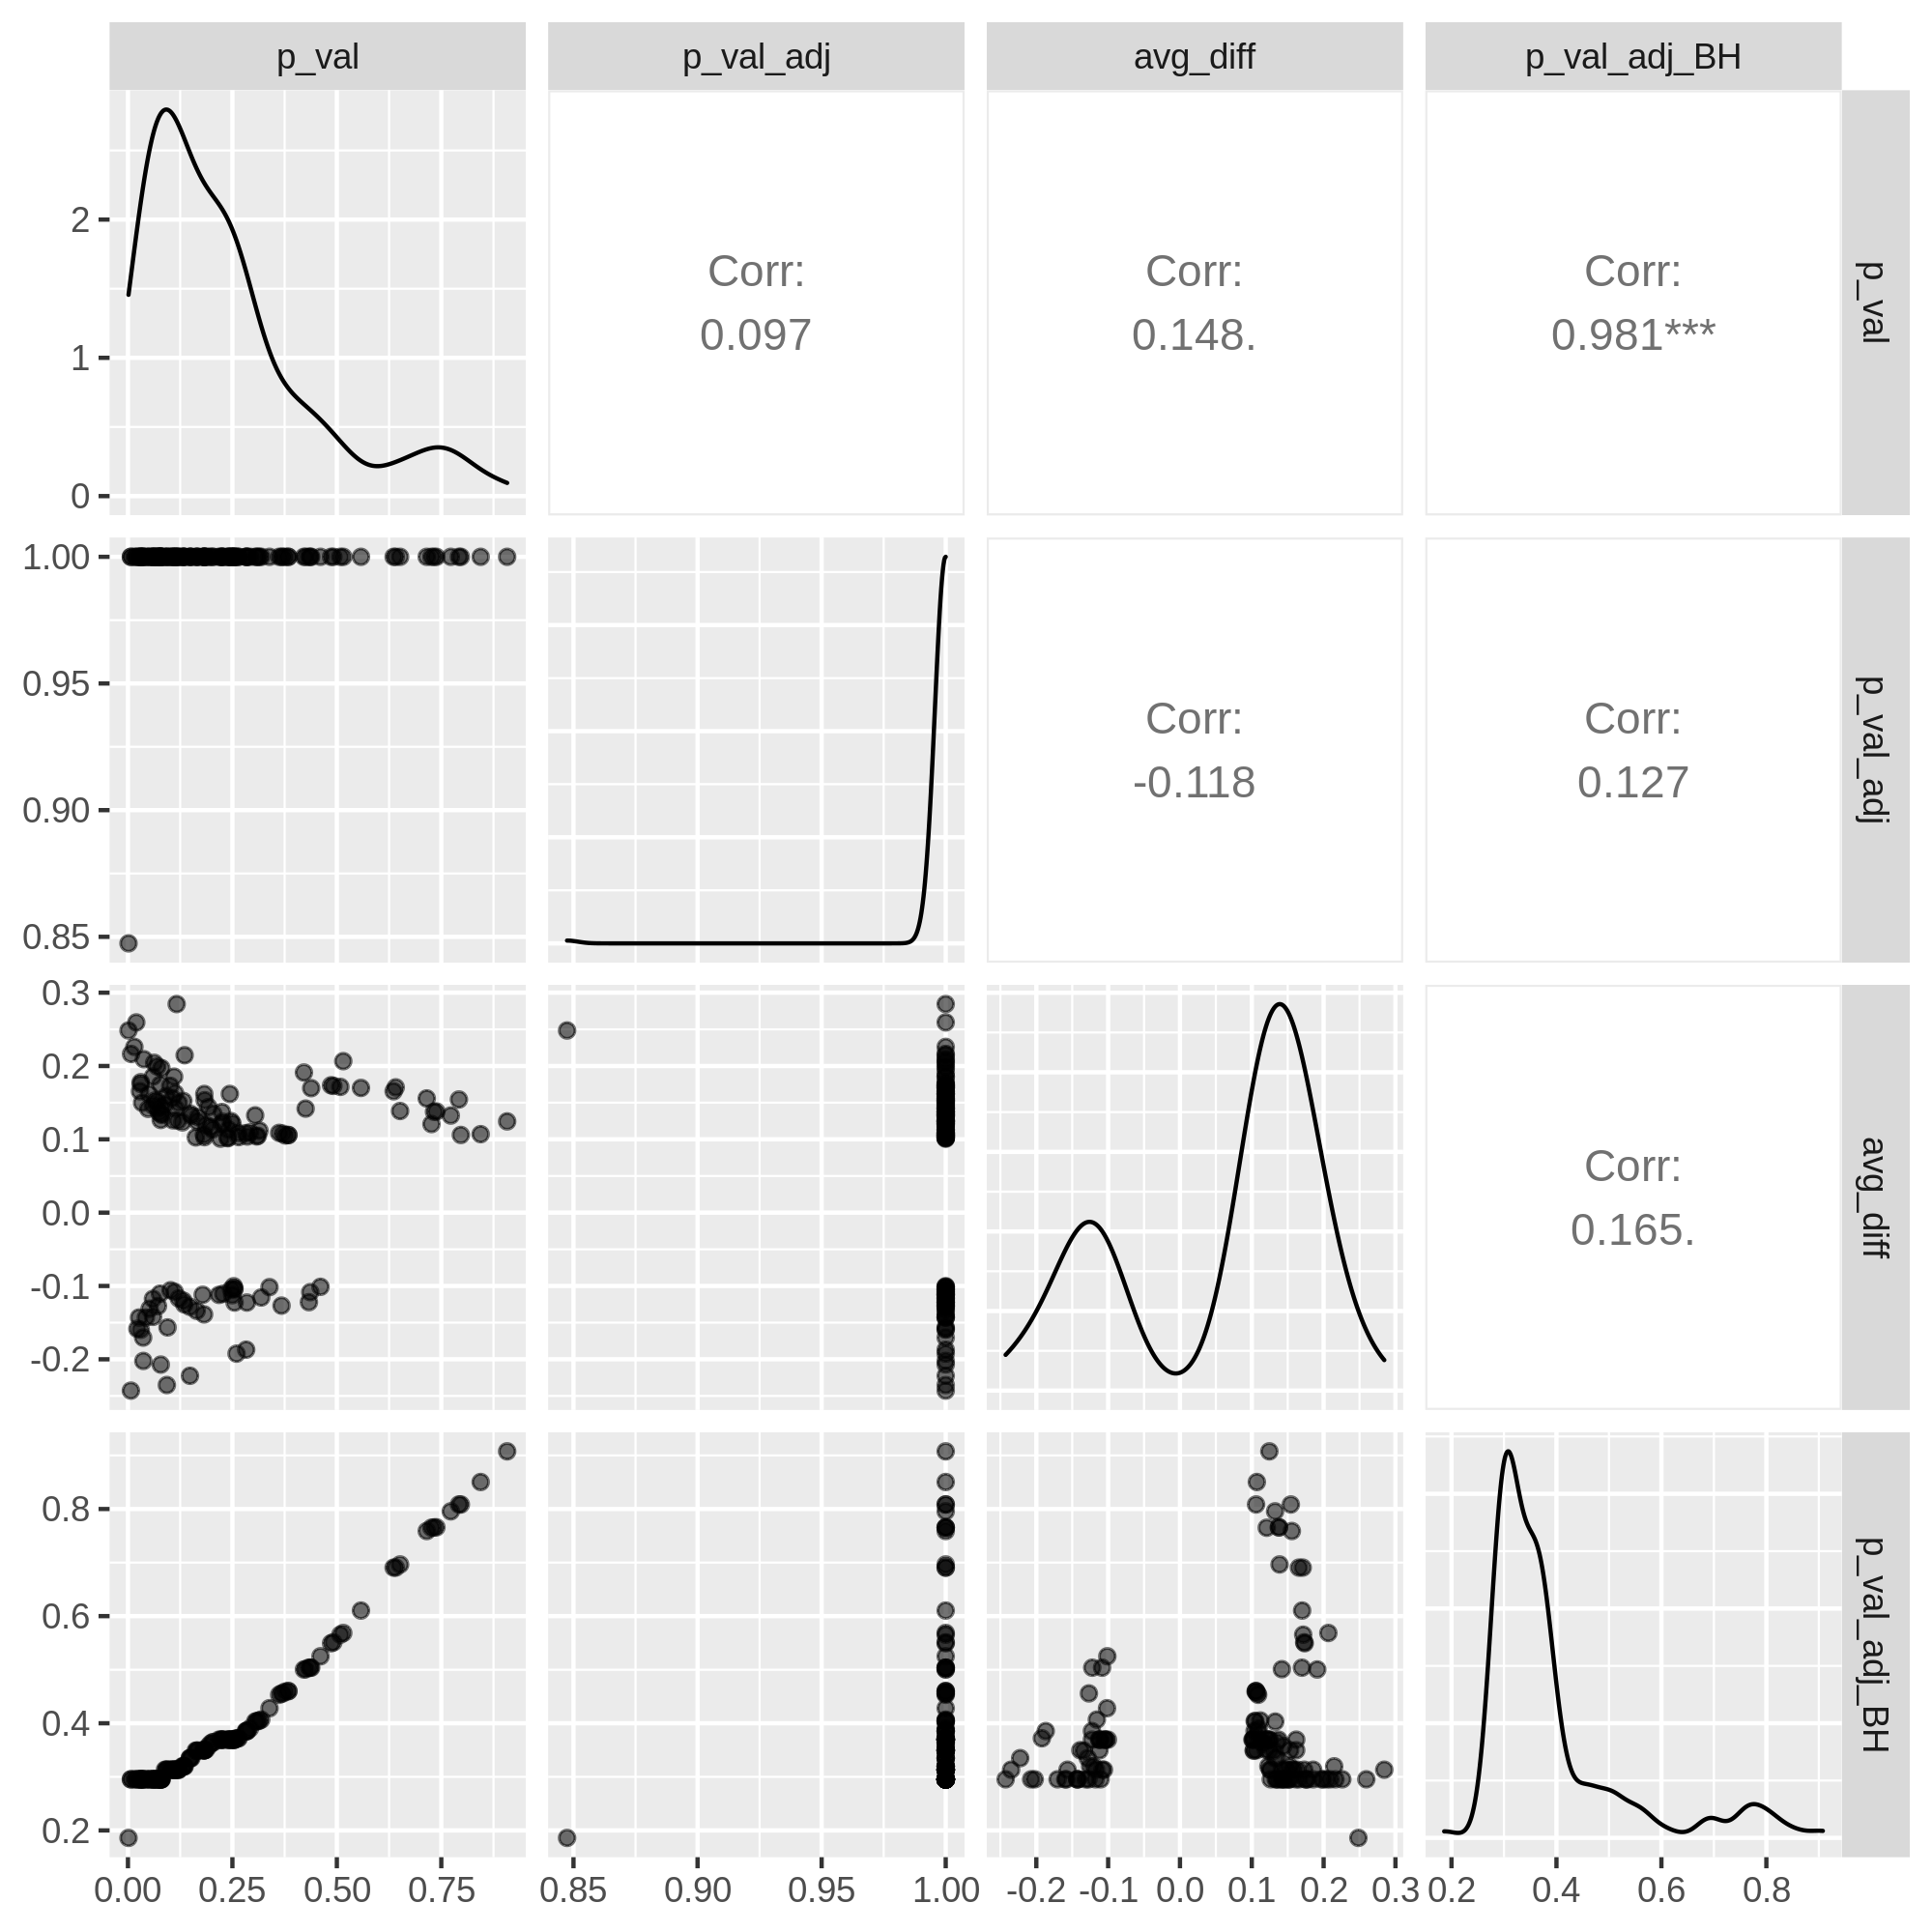 p_val p_val_adj avg_diff p_val_adj_BH
2
1
0
Corr:
0.097
Corr:
0.148.
Corr:
0.981***
p_val
1.00
0.95
0.90
0.85
Corr:
-0.118
Corr:
0.127
p_val_adj
0.3
0.2
0.1
0.0
-0.1
-0.2
Corr:
0.165.
avg_diff
0.8
0.6
0.4
0.2
p_val_adj_BH
0.00 0.25 0.50 0.75 0.85 0.90 0.95 1.00 -0.2 -0.1 0.0 0.1 0.2 0.3 0.2 0.4 0.6 0.8